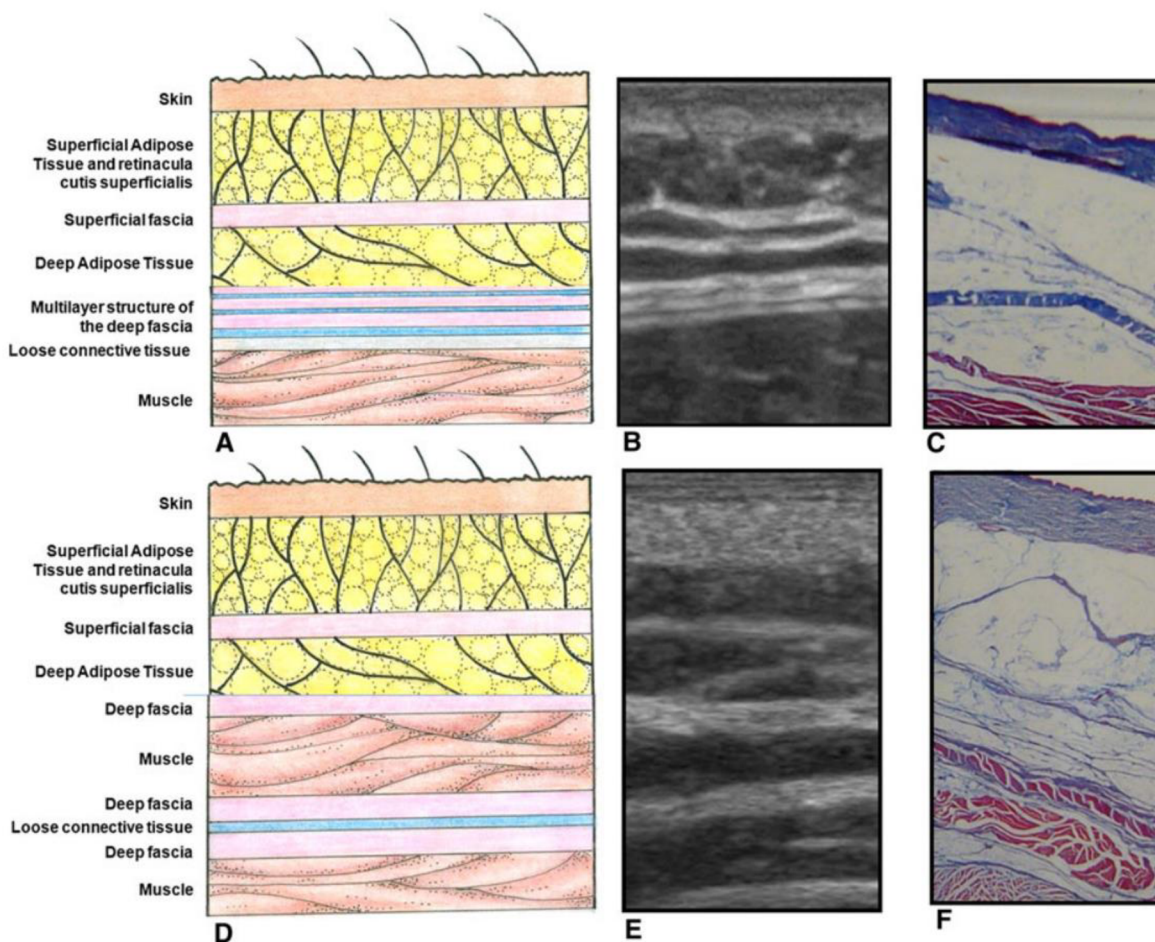 Skin
Superficial Adipose
Tissue and retinacula
cutis superficialis
Superficial fascia
Deep Adipose Tissue
Multilayer structure of
the deep fascia
Loose connective tissue
Muscle
A
B
C
Skin
Superficial Adipose
Tissue and retinacula
cutis superficialis
Superficial fascia
Deep Adipose Tissue
Deep fascia
Muscle
Deep fascia
Loose connective tissue
Deep fascia
Muscle
D
E
F